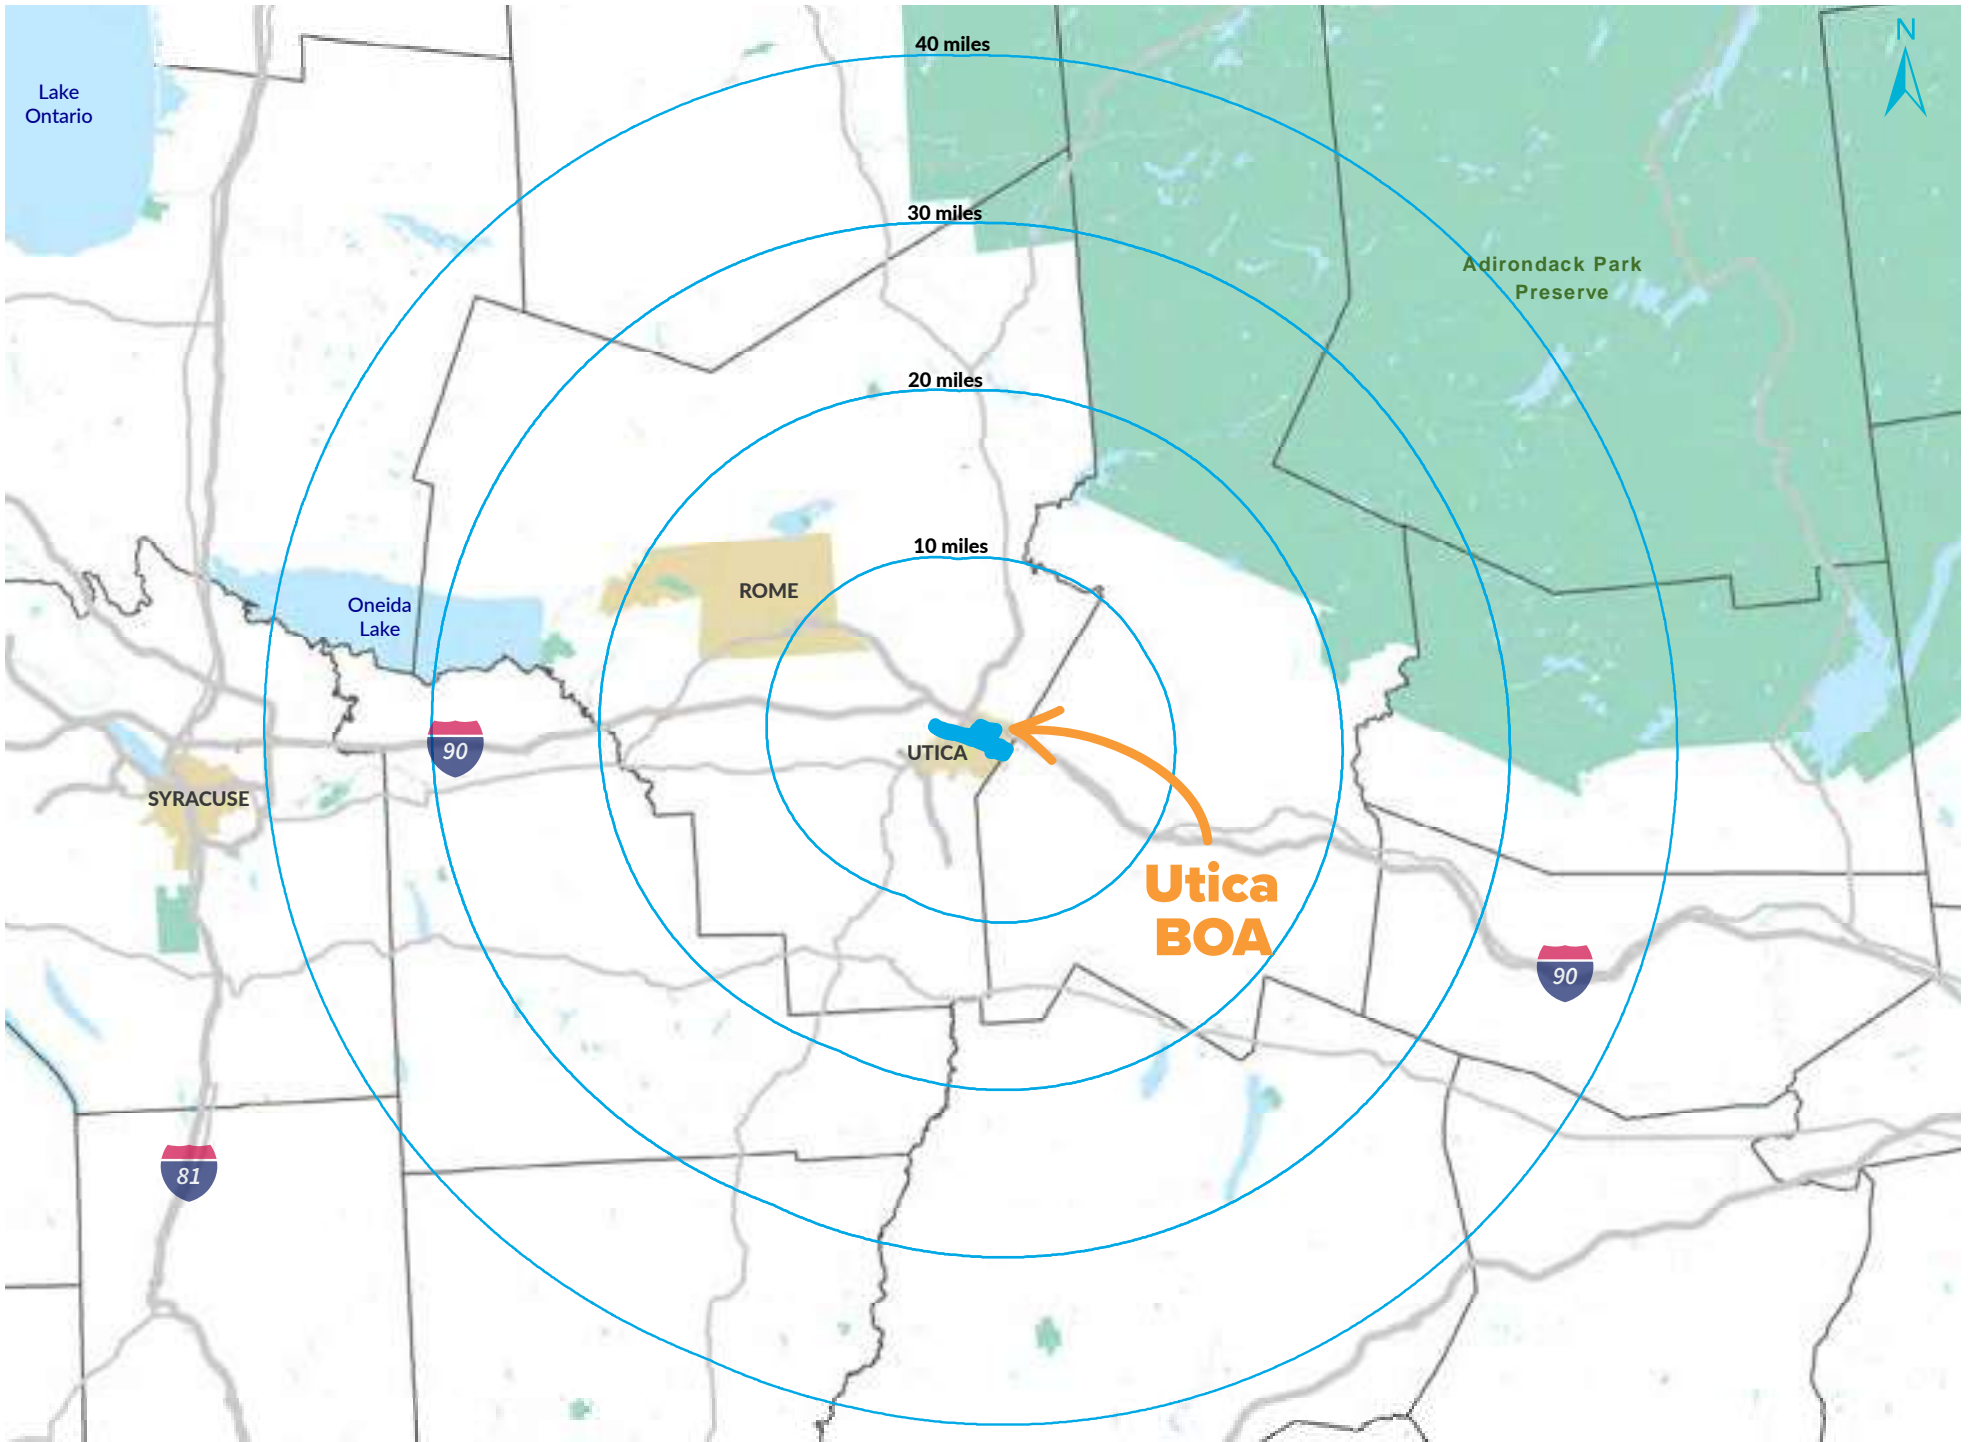 40 miles
N
Lake
Ontario
30 miles
Adirondack Park
Preserve
20 miles
10 miles
ROME
Oneida
Lake
90
UTICA
SYRACUSE
Utica
BOA
90
81